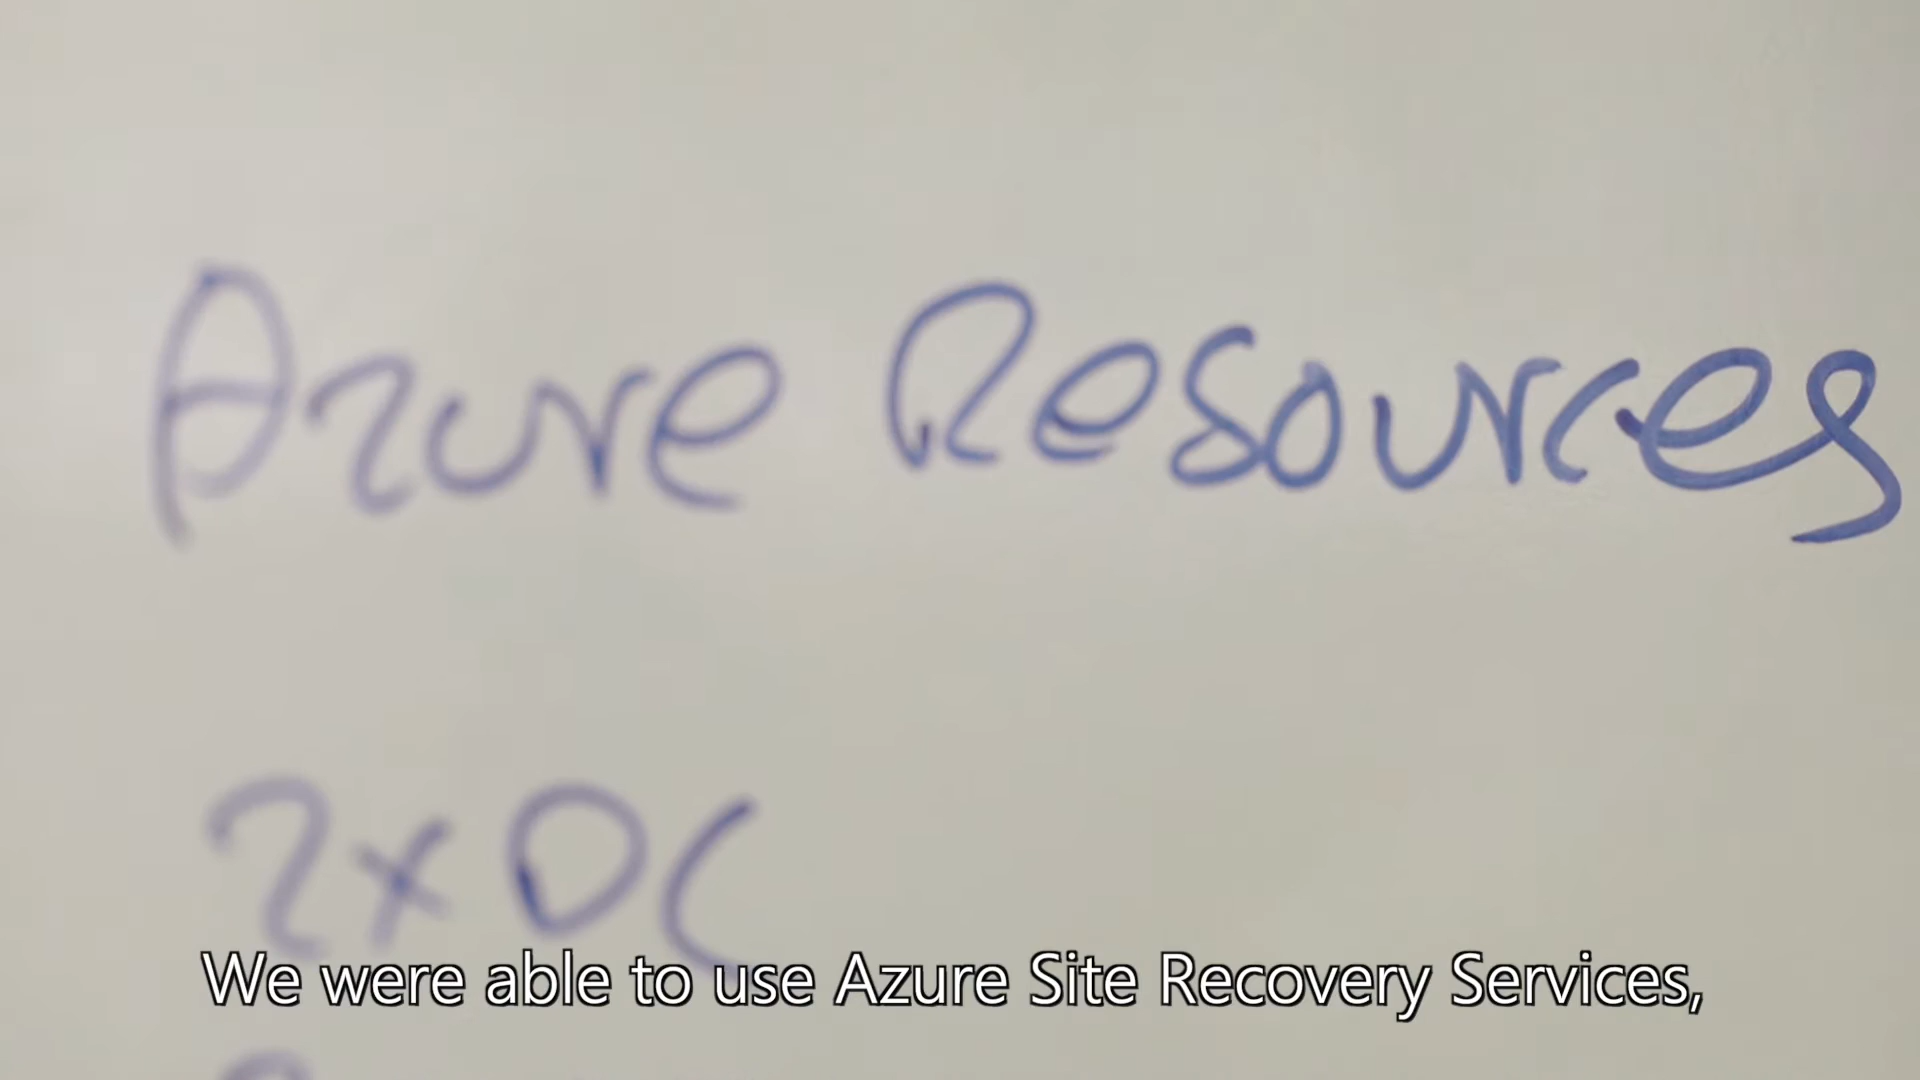 Azure Resources
2x DC
We were able to use Azure Site Recovery Services,